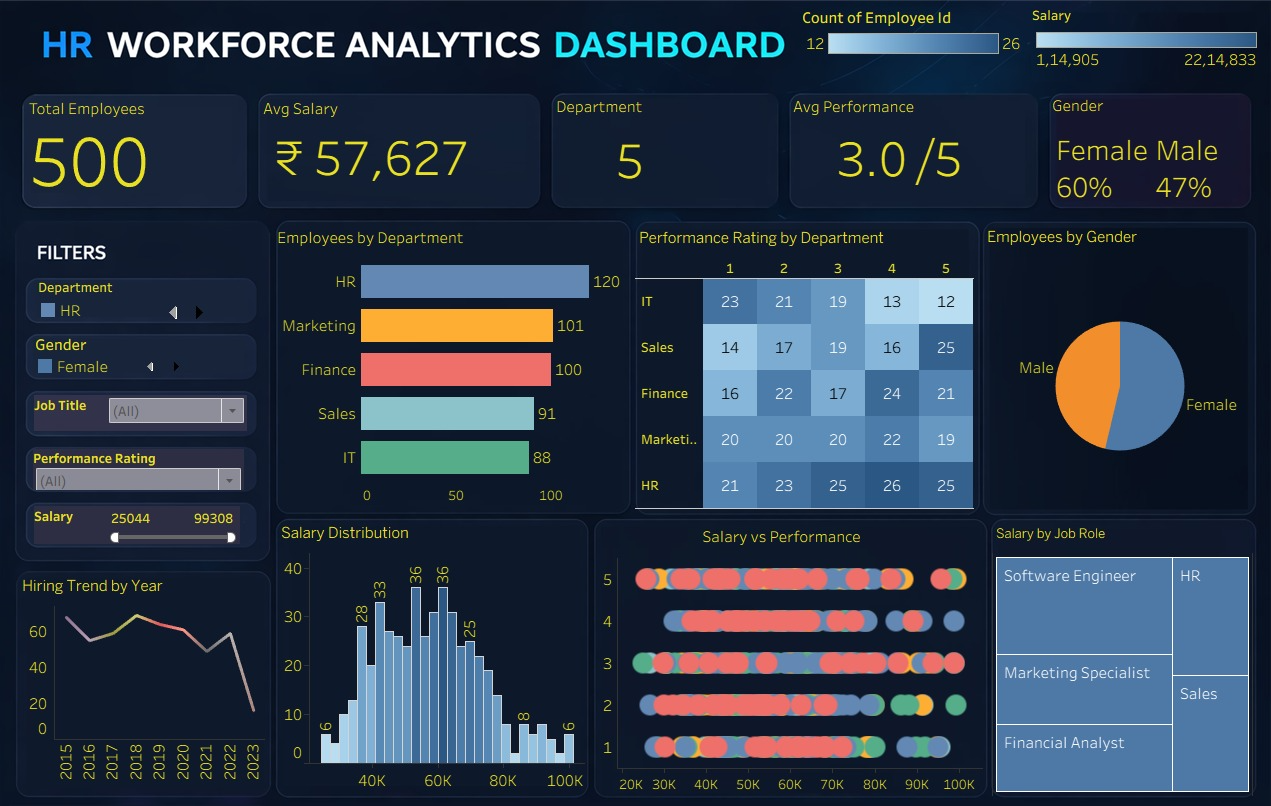 HR WORKFORCE ANALYTICS DASHBOARD
Count of Employee Id
12 26
Salary
1,14,905 22,14,833
Total Employees
500
Avg Salary
₹ 57,627
Department
5
Avg Performance
3.0 /5
Gender
Female Male
60% 47%
FILTERS
Department
HR
Gender
Female
Job Title (All)
Performance Rating
(All)
Salary 25044 99308
Employees by Department
HR 120
Marketing 101
Finance 100
Sales 91
IT 88
0 50 100
Performance Rating by Department
1 2 3 4 5
IT 23 21 19 13 12
Sales 14 17 19 16 25
Finance 16 22 17 24 21
Marketi.. 20 20 20 22 19
HR 21 23 25 26 25
Employees by Gender
Male
Female
Hiring Trend by Year
60
40
20
0
2015 2016 2017 2018 2019 2020 2021 2022 2023
Salary Distribution
40
30
20
10
0
6 28 33 36 36 25 8 6
40K 60K 80K 100K
Salary vs Performance
5
4
3
2
1
20K 30K 40K 50K 60K 70K 80K 90K 100K
Salary by Job Role
Software Engineer
HR
Marketing Specialist
Sales
Financial Analyst